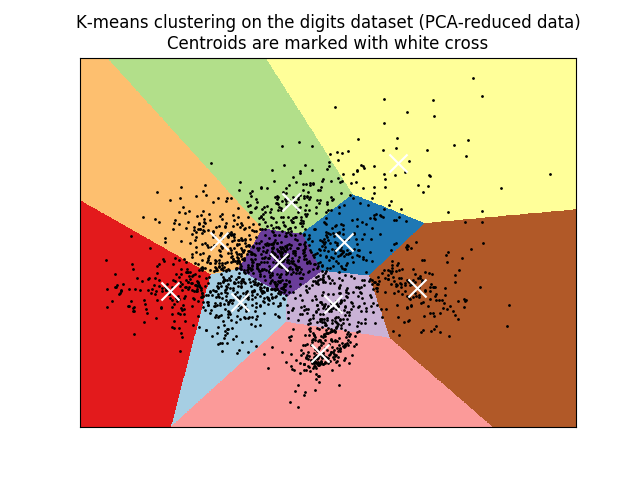 K-means clustering on the digits dataset (PCA-reduced data)
Centroids are marked with white cross